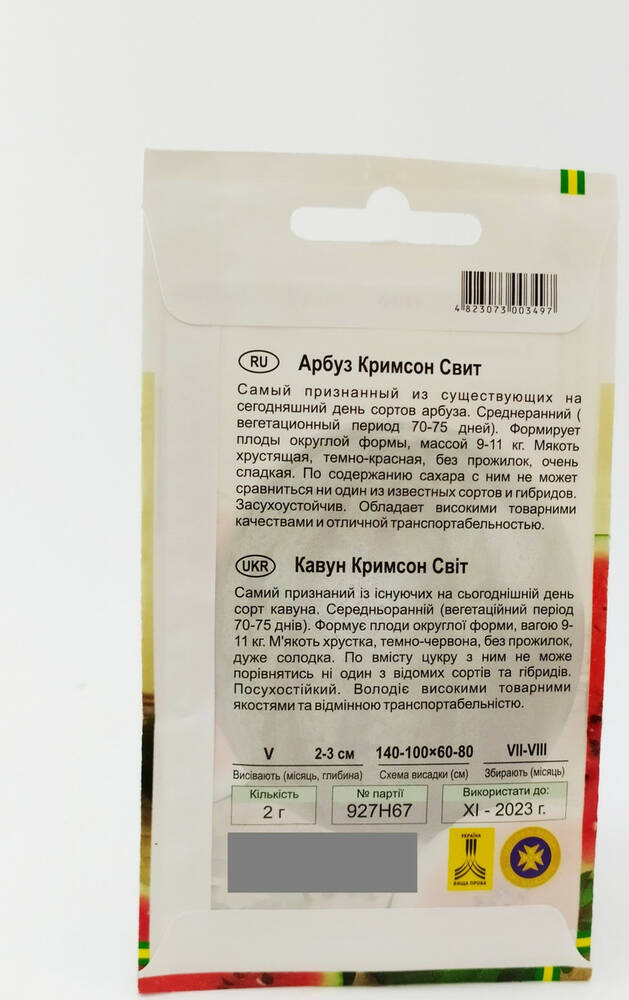 4 823073 003497
RU Арбуз Кримсон Свит
Самый признанный из существующих на
сегодняшний день сортов арбуза. Среднеранний (
вегетационный период 70-75 дней). Формирует
плоды округлой формы, массой 9-11 кг. Мякоть
хрустящая, темно-красная, без прожилок, очень
сладкая. По содержанию сахара с ним не может
сравниться ни один из известных сортов и гибридов.
Засухоустойчив. Обладает високими товарними
качествами и отличной транспортабельностью.
UKR Кавун Кримсон Світ
Самий признаний із існуючих на сьогоднішній день
сорт кавуна. Середньоранній (вегетаційний період
70-75 днів). Формує плоди округлої форми, вагою 9-
11 кг. М'якоть хрустка, темно-червона, без прожилок,
дуже солодка. По вмісту цукру з ним не може
порівнятись ні один з відомих сортів та гібридів.
Посухостійкий. Володіє високими товарними
якостями та відмінною транспортабельністю.
V 2-3 см 140-100×60-80 VII-VIII
Висівають (місяць, глибина) Схема висадки (см) Збирають (місяць)
Кількість № партії Використати до:
2 г 927H67 XI - 2023 г.
УКРАЇНА
ВИЩА ПРОБА